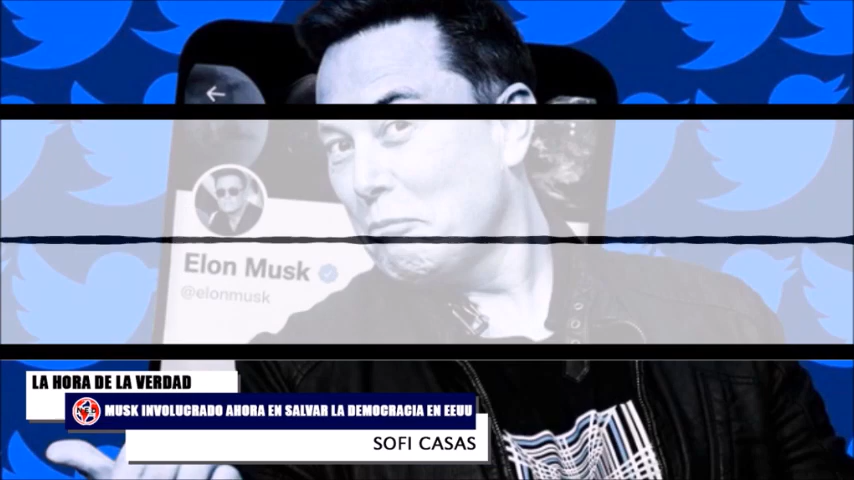 Elon Musk
@elonmusk
LA HORA DE LA VERDAD
MUSK INVOLUCRADO AHORA EN SALVAR LA DEMOCRACIA EN EEUU
SOFI CASAS